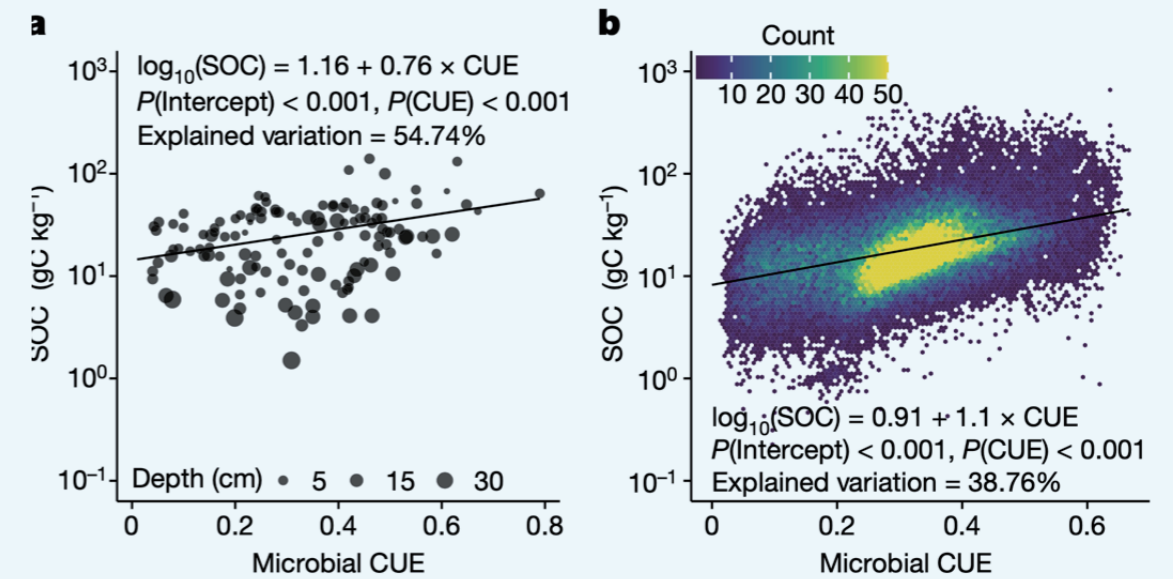 a
log₁₀(SOC) = 1.16 + 0.76 × CUE
P(Intercept) < 0.001, P(CUE) < 0.001
Explained variation = 54.74%
SOC (gC kg⁻¹)
10³
10²
10¹
10⁰
10⁻¹
Depth (cm) 5 15 30
0 0.2 0.4 0.6 0.8
Microbial CUE
b
Count
10 20 30 40 50
SOC (gC kg⁻¹)
10³
10²
10¹
10⁰
10⁻¹
log₁₀(SOC) = 0.91 + 1.1 × CUE
P(Intercept) < 0.001, P(CUE) < 0.001
Explained variation = 38.76%
0 0.2 0.4 0.6
Microbial CUE